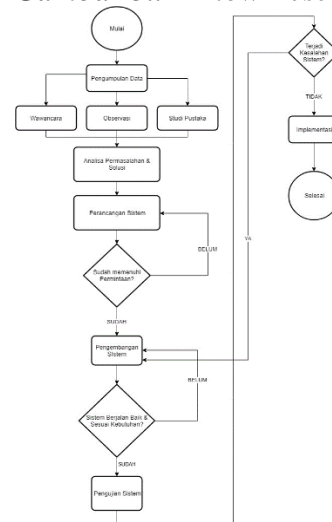 Mulai
Pengumpulan Data
Wawancara
Observasi
Studi Pustaka
Analisa Permasalahan &
Solusi
Perancangan Sistem
BELUM
Sudah memenuhi
Permintaan?
SUDAH
Pengembangan
Sistem
BELUM
Sistem Berjalan Baik &
Sesuai Kebutuhan?
SUDAH
Pengujian Sistem
Terjadi
Kesalahan
Sistem?
YA
TIDAK
Implementasi
Selesai